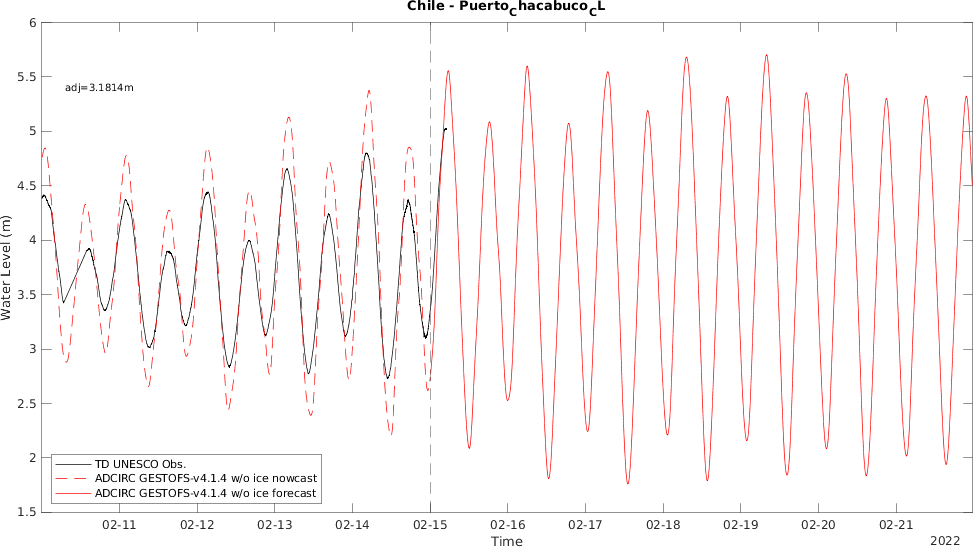 Chile - PuertoChacabucoCL
6
5.5
adj=3.1814m
5
4.5
4
Water Level (m)
3.5
3
2.5
2
1.5
TD UNESCO Obs.
ADCIRC GESTOFS-v4.1.4 w/o ice nowcast
ADCIRC GESTOFS-v4.1.4 w/o ice forecast
02-11 02-12 02-13 02-14 02-15 02-16 02-17 02-18 02-19 02-20 02-21
Time
2022